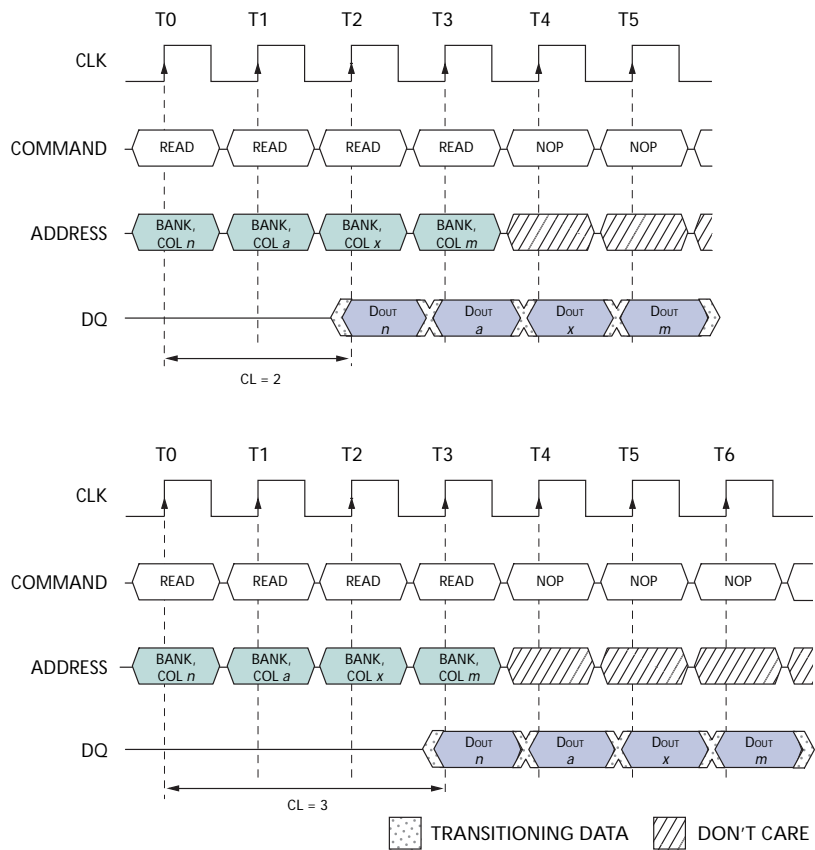 T0 T1 T2 T3 T4 T5
CLK
COMMAND READ READ READ READ NOP NOP
ADDRESS BANK, COL n BANK, COL a BANK, COL x BANK, COL m
DQ DOUT n DOUT a DOUT x DOUT m
CL = 2
T0 T1 T2 T3 T4 T5 T6
CLK
COMMAND READ READ READ READ NOP NOP NOP
ADDRESS BANK, COL n BANK, COL a BANK, COL x BANK, COL m
DQ DOUT n DOUT a DOUT x DOUT m
CL = 3
TRANSITIONING DATA DON'T CARE